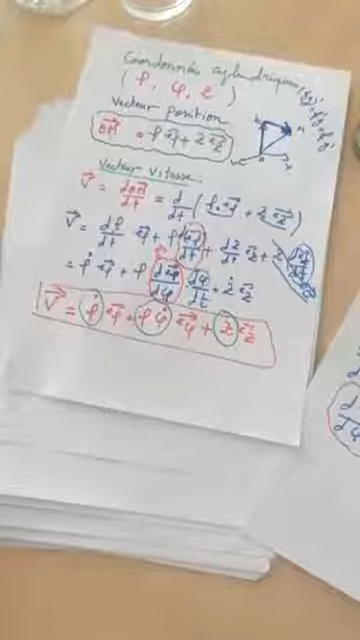 Coordonnées cylindriques
(ρ, φ, z)
Vecteur position
OM⃗ = ρ e⃗ρ + z e⃗z
Vecteur Vitesse
V⃗ = dOM⃗/dt = d/dt (ρ.e⃗ρ + z e⃗z)
V⃗ = dρ/dt e⃗ρ + ρ de⃗ρ/dt + dz/dt e⃗z + z de⃗z/dt
= ρ̇ e⃗ρ + ρ de⃗ρ/dφ dφ/dt + ż e⃗z
V⃗ = ρ̇ e⃗ρ + ρ φ̇ e⃗φ + ż e⃗z